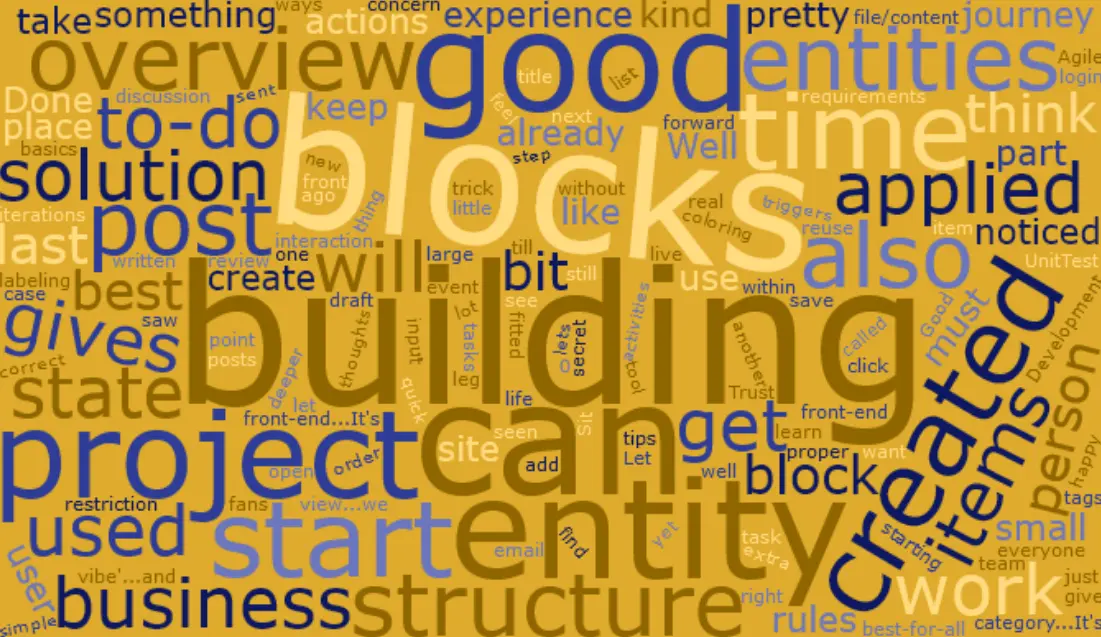 take
something
ways
actions
concern
experience
kind
pretty
file/content
journey
overview
good
entities
Agile
login
title
list
Done
place
discussion
sent
keep
feel
next
already
forward
Well
requirements
time
think
to-do
basics
blocks
step
part
solution
new
front
ago
thing
trick
little
without
like
real
coloring
triggers
reuse
applied
item
noticed
iterations
last
post
written
review
interaction
one
large
till
live
also
UnitTest
labeling
best
create
will
event
bit
still
use
within
save
case
saw
draft
building
lot
tasks
see
fitted
lets
secret
activities
protocol
another
called
click
Good
must
created
Development
gives
correct
point
posts
deeper
thoughts
input
quick
leg
life
Trust
state
let
front-end...It's
can
Sit
get
front-end
learn
person
happy
project
site
seen
tips
Let
add
proper
want
well
block
items
open
order
restriction
fans
view...we
used
start
entity
email
find
yet
task
extra
starting
tags
small
everyone
team
user
vibe'...and
simple
business
structure
right
rules
work
best-for-all
just
give
category...It's